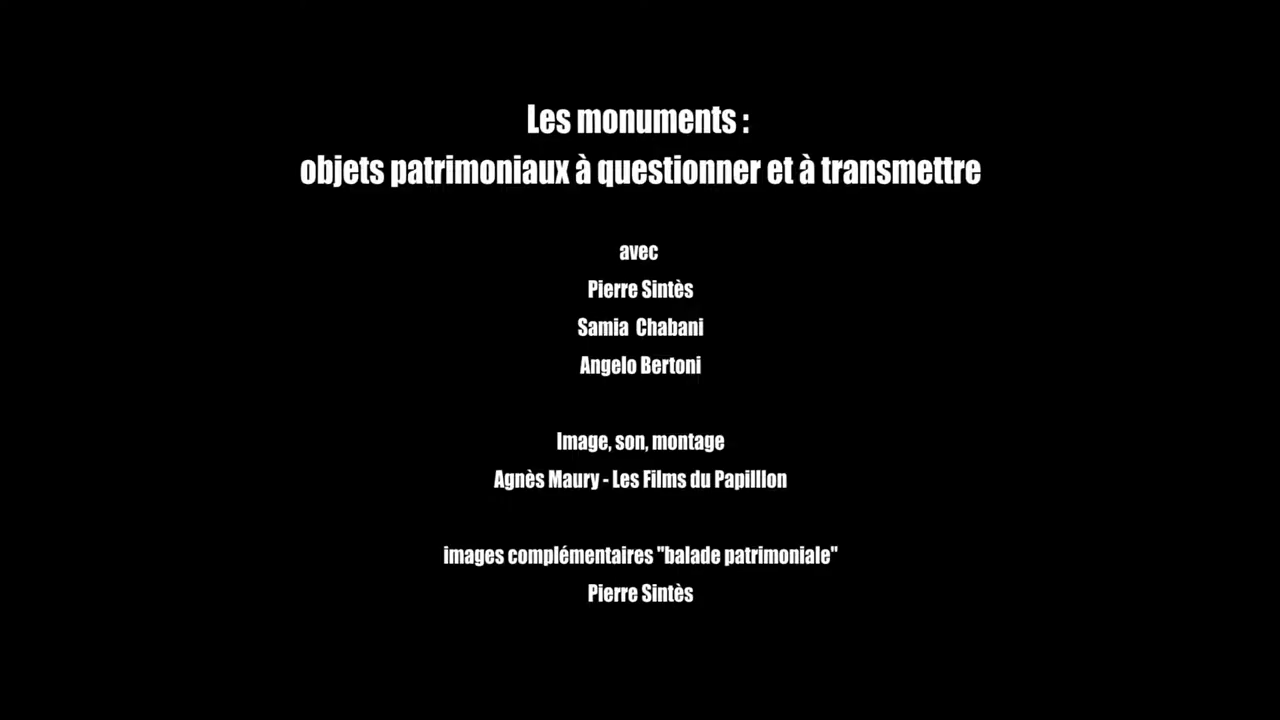 Les monuments :
objets patrimoniaux à questionner et à transmettre
avec
Pierre Sintès
Samia Chabani
Angelo Bertoni
Image, son, montage
Agnès Maury - Les Films du Papilllon
images complémentaires "balade patrimoniale"
Pierre Sintès